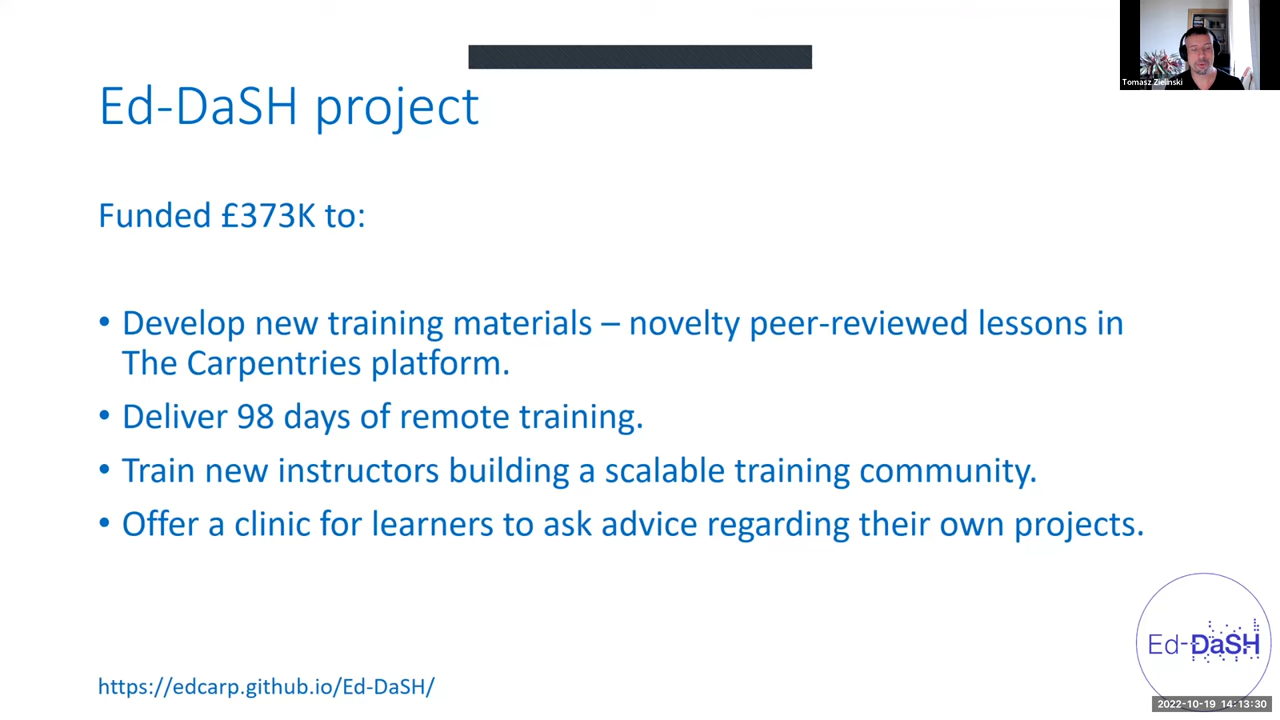 Tomasz Zielinski
Ed-DaSH project
Funded £373K to:
• Develop new training materials – novelty peer-reviewed lessons in
The Carpentries platform.
• Deliver 98 days of remote training.
• Train new instructors building a scalable training community.
• Offer a clinic for learners to ask advice regarding their own projects.
Ed-DaSH
https://edcarp.github.io/Ed-DaSH/
2022-10-19 14:13:30